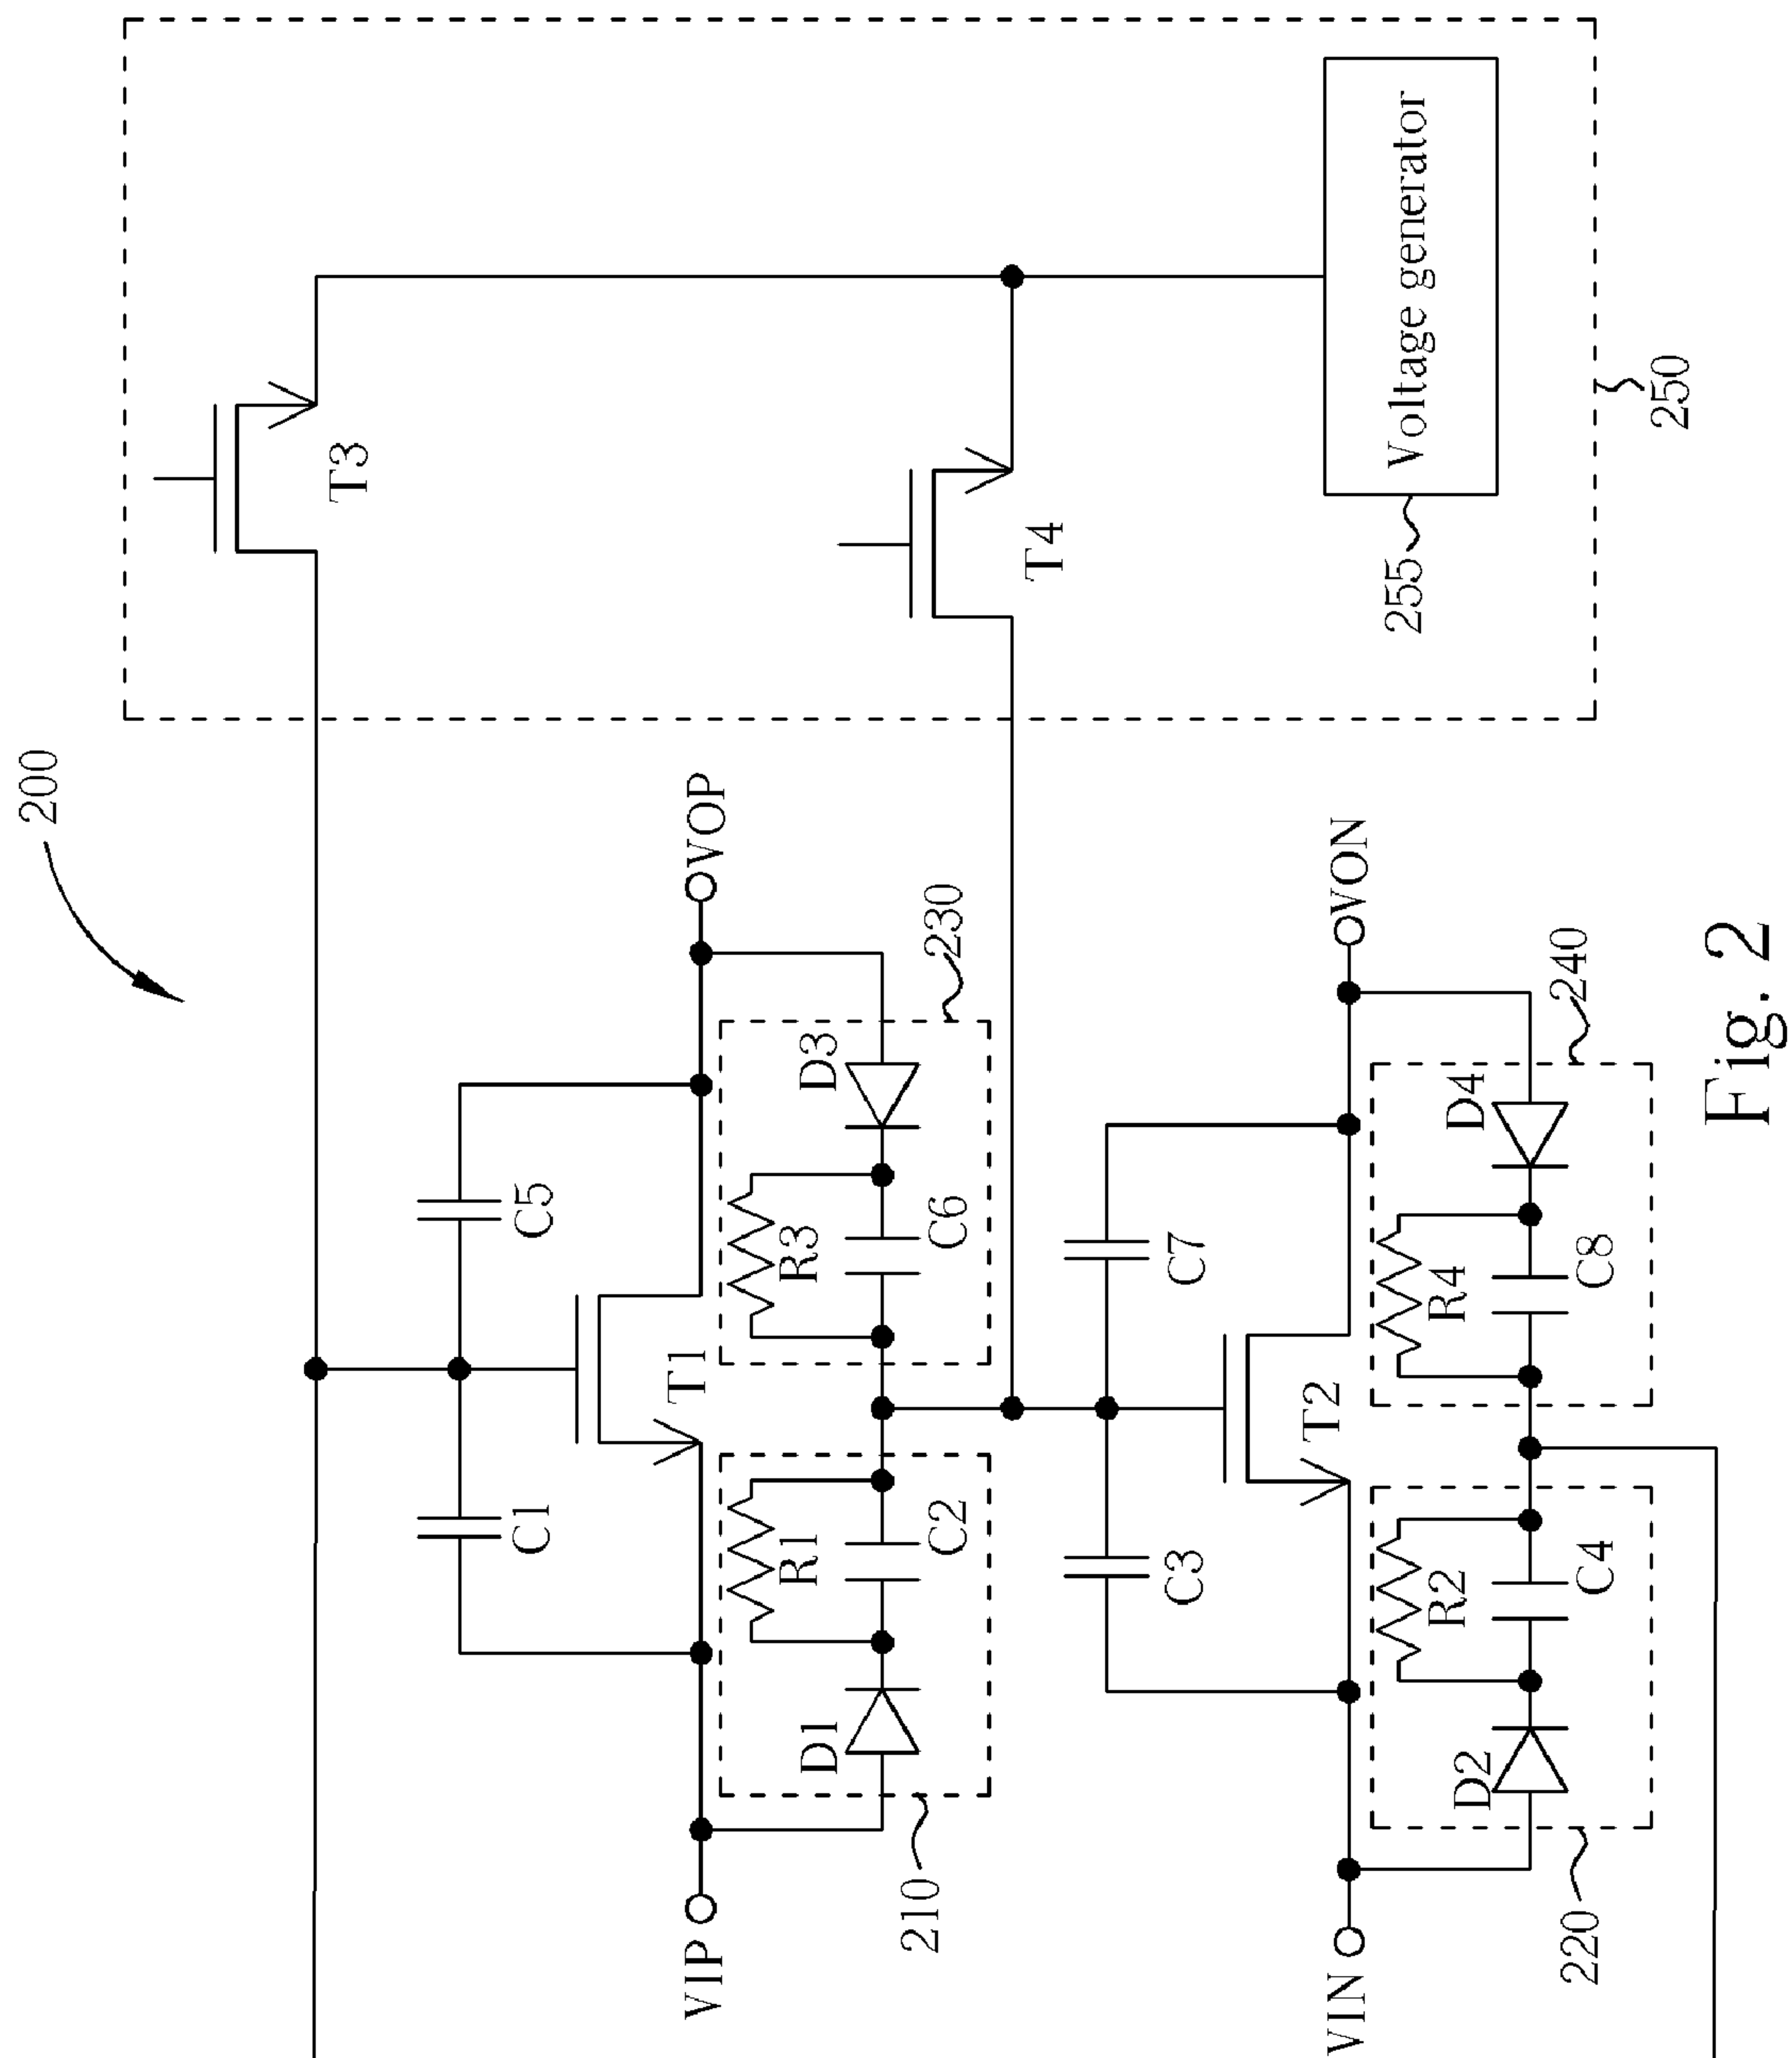 200
T3
T4
Voltage generator
255
250
C1
C5
T1
VIP
VOP
D1
R1
C2
210
R3
C6
D3
230
C3
C7
T2
VIN
VON
D2
R2
C4
220
R4
C8
D4
240
Fig. 2